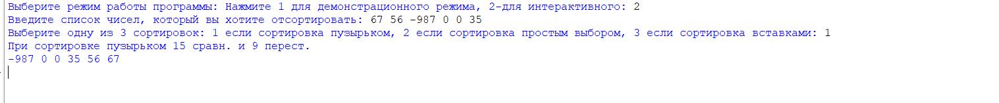 Выберите режим работы программы: Нажмите 1 для демонстрационного режима, 2-для интерактивного: 2
Введите список чисел, который вы хотите отсортировать: 67 56 -987 0 0 35
Выберите одну из 3 сортировок: 1 если сортировка пузырьком, 2 если сортировка простым выбором, 3 если сортировка вставками: 1
При сортировке пузырьком 15 сравн. и 9 перест.
-987 0 0 35 56 67